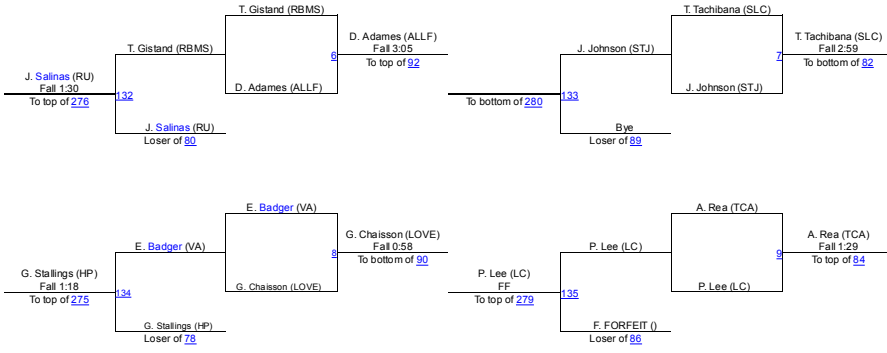 T. Gistand (RBMS)
D. Adames (ALLF)
Fall 3:05
To top of 92
6
T. Gistand (RBMS)
D. Adames (ALLF)
J. Salinas (RU)
Fall 1:30
To top of 276
132
J. Salinas (RU)
Loser of 80
T. Tachibana (SLC)
T. Tachibana (SLC)
Fall 2:59
To bottom of 82
7
J. Johnson (STJ)
J. Johnson (STJ)
To bottom of 280
133
Bye
Loser of 89
E. Badger (VA)
G. Chaisson (LOVE)
Fall 0:58
To bottom of 90
8
E. Badger (VA)
G. Chaisson (LOVE)
G. Stallings (HP)
Fall 1:18
To top of 275
134
G. Stallings (HP)
Loser of 78
A. Rea (TCA)
A. Rea (TCA)
Fall 1:29
To top of 84
9
P. Lee (LC)
P. Lee (LC)
P. Lee (LC)
FF
To top of 279
135
F. FORFEIT ()
Loser of 86